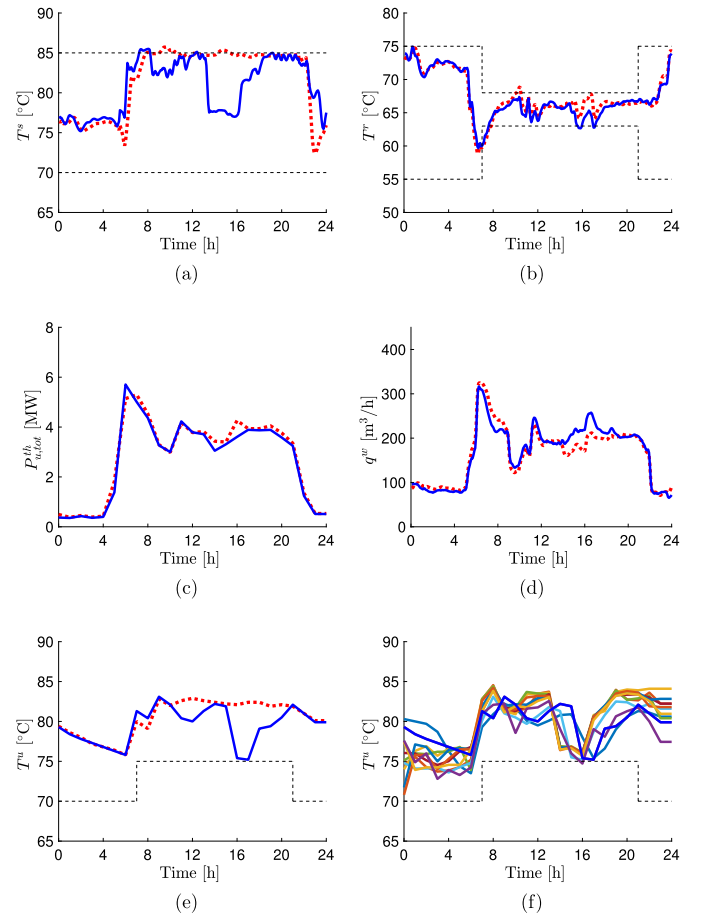 90
85
80
75
70
65
T^s [°C]
0 4 8 12 16 20 24
Time [h]
(a)
80
75
70
65
60
55
50
T^r [°C]
0 4 8 12 16 20 24
Time [h]
(b)
8
6
4
2
0
P^{th}_{u,tot} [MW]
0 4 8 12 16 20 24
Time [h]
(c)
400
300
200
100
0
q^w [m³/h]
0 4 8 12 16 20 24
Time [h]
(d)
90
85
80
75
70
65
T^u [°C]
0 4 8 12 16 20 24
Time [h]
(e)
90
85
80
75
70
65
T^u [°C]
0 4 8 12 16 20 24
Time [h]
(f)